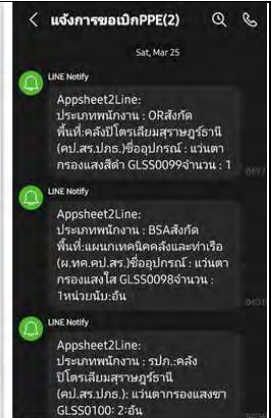 แจ้งการขอเบิกPPE(2)
Sat, Mar 25
LINE Notify
Appsheet2Line:
ประเภทพนักงาน : ORสังกัด
พื้นที่:คลังปิโตรเลียมสุราษฎร์ธานี
(คป.สร.ปภธ.)ชื่ออุปกรณ์ : แว่นตา
กรองแสงสีดำ GLSS0099จำนวน : 1
LINE Notify
Appsheet2Line:
ประเภทพนักงาน : BSAสังกัด
พื้นที่:แผนกเทคนิคคลังและท่าเรือ
(ผ.ทค.คป.สร.)ชื่ออุปกรณ์ : แว่นตา
กรองแสงใส GLSS0098จำนวน :
1หน่วยนับ:อัน
LINE Notify
Appsheet2Line:
ประเภทพนักงาน : รปภ.:คลัง
ปิโตรเลียมสุราษฎร์ธานี
(คป.สร.ปภธ.): แว่นตากรองแสงชา
GLSS0100: 2:อัน